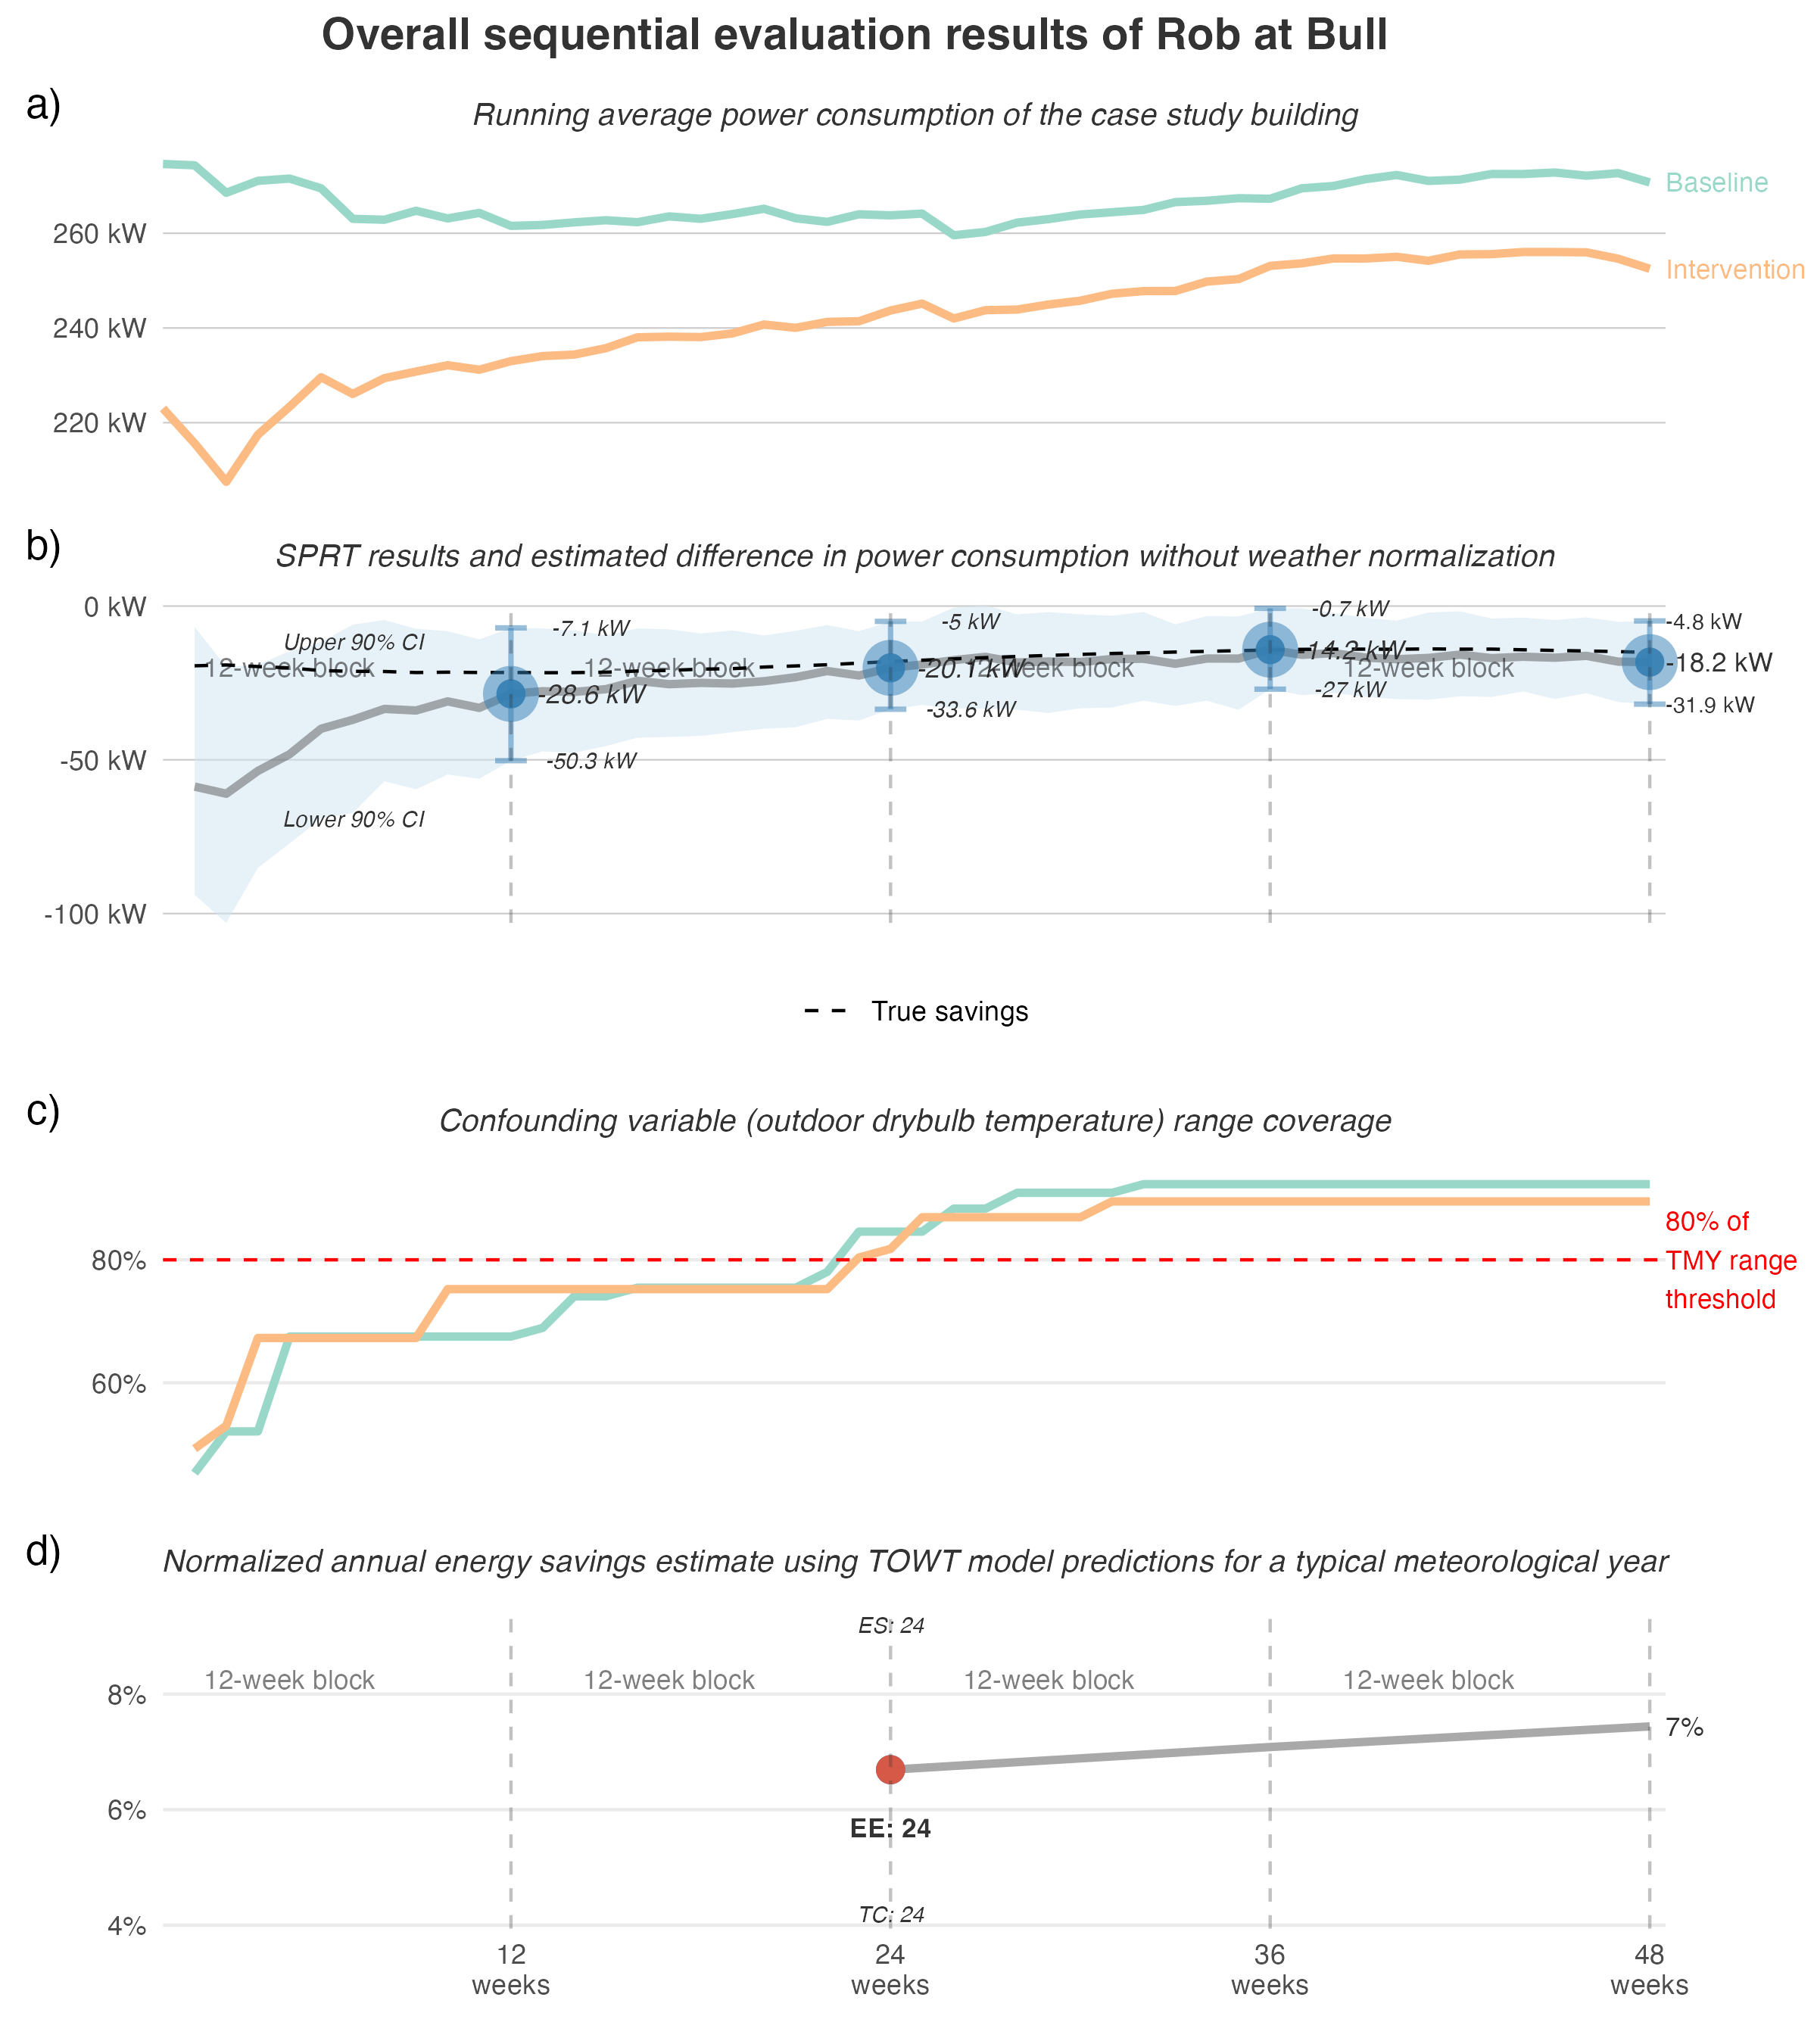 Overall sequential evaluation results of Rob at Bull
a)
Running average power consumption of the case study building
Baseline
260 kW
Intervention
240 kW
220 kW
b)
SPRT results and estimated difference in power consumption without weather normalization
0 kW
-7.1 kW
-5 kW
-0.7 kW
-4.8 kW
Upper 90% CI
12-week block
12-week block
12-week block
12-week block
-28.6 kW
-20.1 kW
-14.2 kW
-18.2 kW
-33.6 kW
-27 kW
-31.9 kW
-50 kW
-50.3 kW
Lower 90% CI
-100 kW
True savings
c)
Confounding variable (outdoor drybulb temperature) range coverage
80%
80% of
TMY range
threshold
60%
d)
Normalized annual energy savings estimate using TOWT model predictions for a typical meteorological year
ES: 24
12-week block
12-week block
12-week block
12-week block
8%
7%
6%
EE: 24
TC: 24
4%
12
weeks
24
weeks
36
weeks
48
weeks